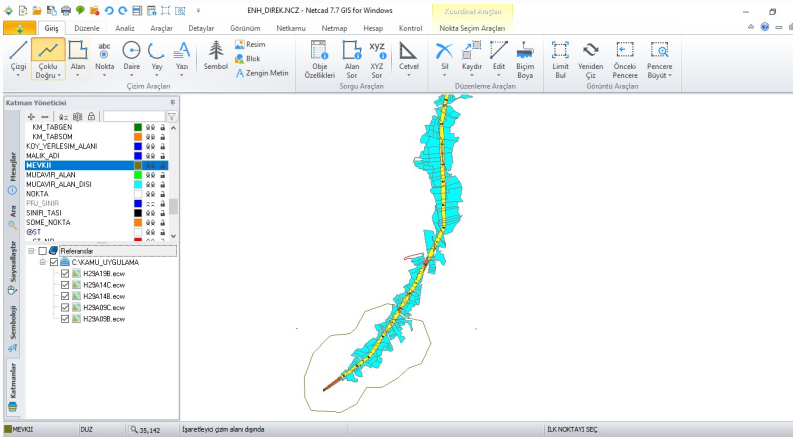 ENH_DIREK.NCZ - Netcad 7.7 GIS for Windows
Koordinat Araçları
Giriş Düzenle Analiz Araçlar Detaylar Görünüm Netkamu Netmap Hesap Kontrol Nokta Seçim Araçları
abc
XYZ
Resim
Blok
Zengin Metin
Çizgi Çoklu Doğru Alan Nokta Daire Yay Yazı Sembol
Obje Özellikleri Alan Sor XYZ Sor Cetvel
Sil Kaydır Edit Biçim Boya
Limit Bul Yeniden Çiz Önceki Pencere Pencere Büyüt
Çizim Araçları Sorgu Araçları Düzenleme Araçları Görüntü Araçları
Katman Yöneticisi
KM_TABGEN
KM_TABSOM
KOY_YERLESIM_ALANI
MALIK_ADI
MEVKII
MUCAVIR_ALAN
MUCAVIR_ALAN_DISI
NOKTA
PRJ_SINIR
SINIR_TASI
SOME_NOKTA
@ST
ST_NO
Referanslar
C:\KAMU_UYGULAMA
H29A19B.ecw
H29A14C.ecw
H29A14B.ecw
H29A09C.ecw
H29A09B.ecw
Mesajlar
Ara
Sayısallaştır
Semboloji
Katmanlar
MEVKII DUZ 35,142 İşaretleyici çizim alanı dışında İLK NOKTAYI SEÇ